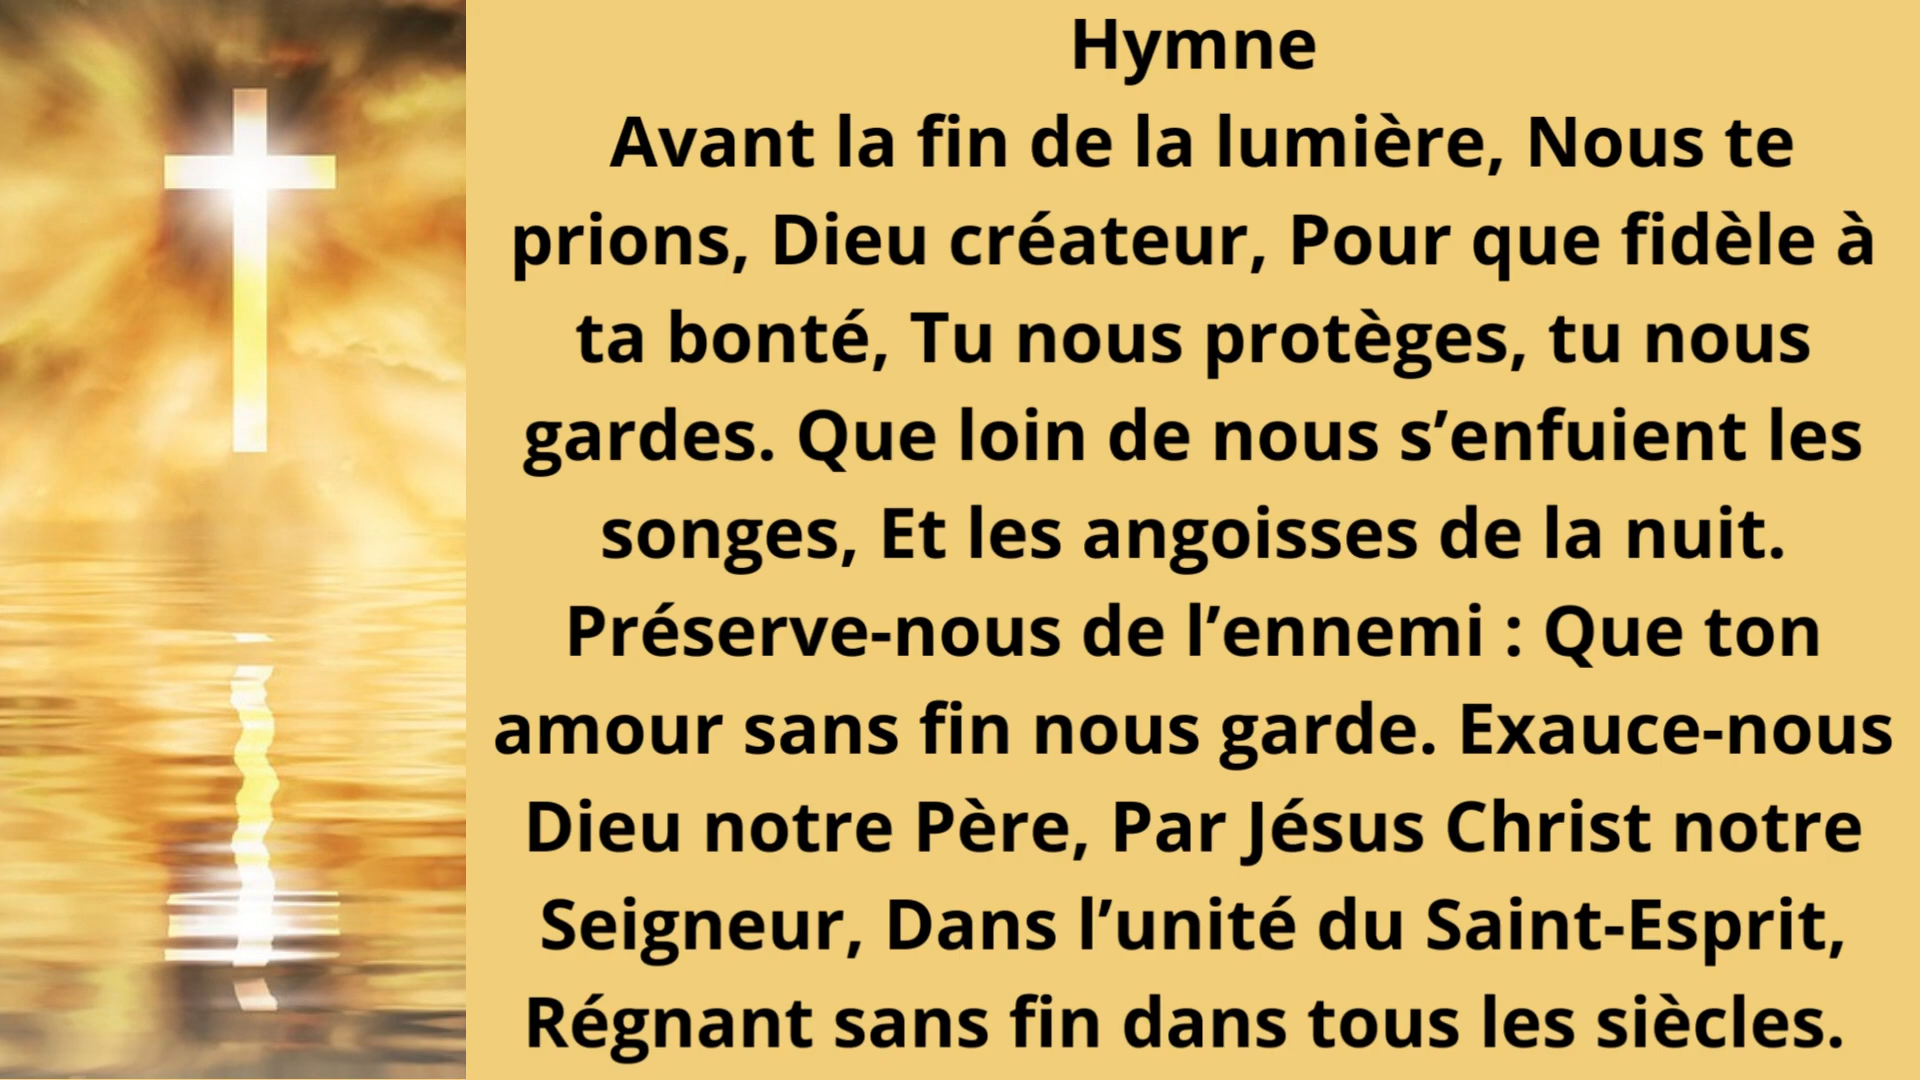 Hymne
Avant la fin de la lumière, Nous te
prions, Dieu créateur, Pour que fidèle à
ta bonté, Tu nous protèges, tu nous
gardes. Que loin de nous s’enfuient les
songes, Et les angoisses de la nuit.
Préserve-nous de l’ennemi : Que ton
amour sans fin nous garde. Exauce-nous
Dieu notre Père, Par Jésus Christ notre
Seigneur, Dans l’unité du Saint-Esprit,
Régnant sans fin dans tous les siècles.